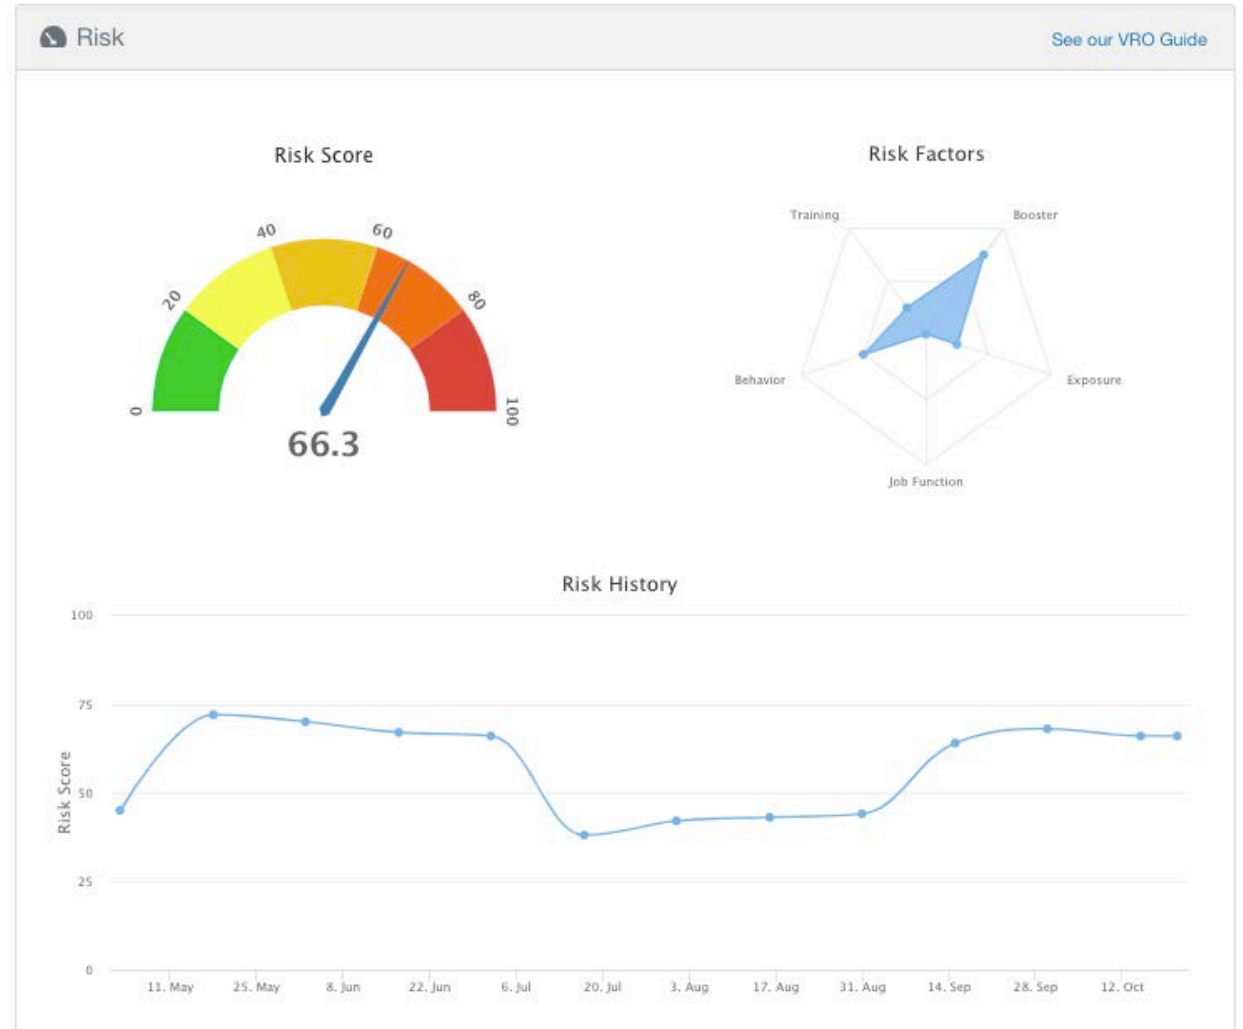 Risk
See our VRO Guide
Risk Score
0
20
40
60
80
100
66.3
Risk Factors
Training
Booster
Behavior
Exposure
Job Function
Risk History
Risk Score
100
75
50
25
0
11. May
25. May
8. Jun
22. Jun
6. Jul
20. Jul
3. Aug
17. Aug
31. Aug
14. Sep
28. Sep
12. Oct